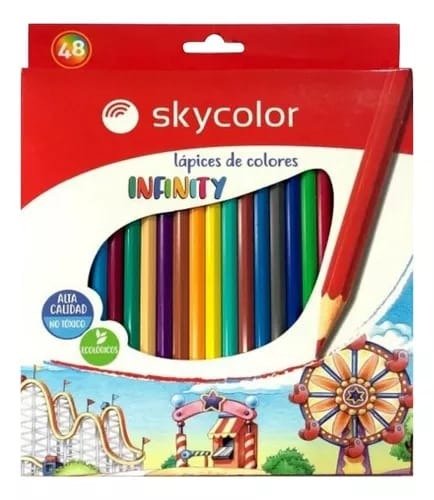 48
skycolor
lápices de colores
INFINITY
ALTA
CALIDAD
NO TÓXICO
ECOLÓGICOS